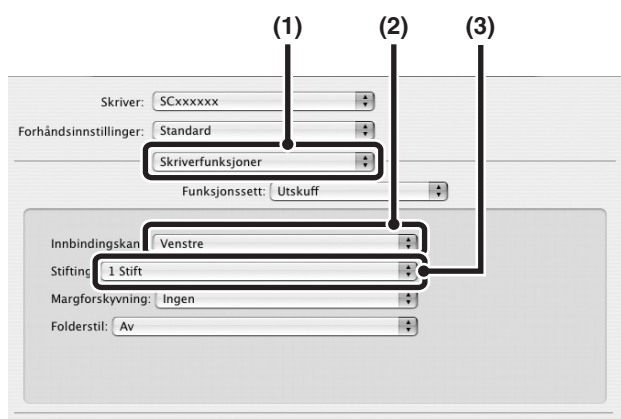 (1) (2) (3)
Skriver: SCxxxxxx
Forhåndsinnstillinger: Standard
Skriverfunksjoner
Funksjonssett: Utskuff
Innbindingskan Venstre
Stifting 1 Stift
Margforskyvning: Ingen
Folderstil: Av